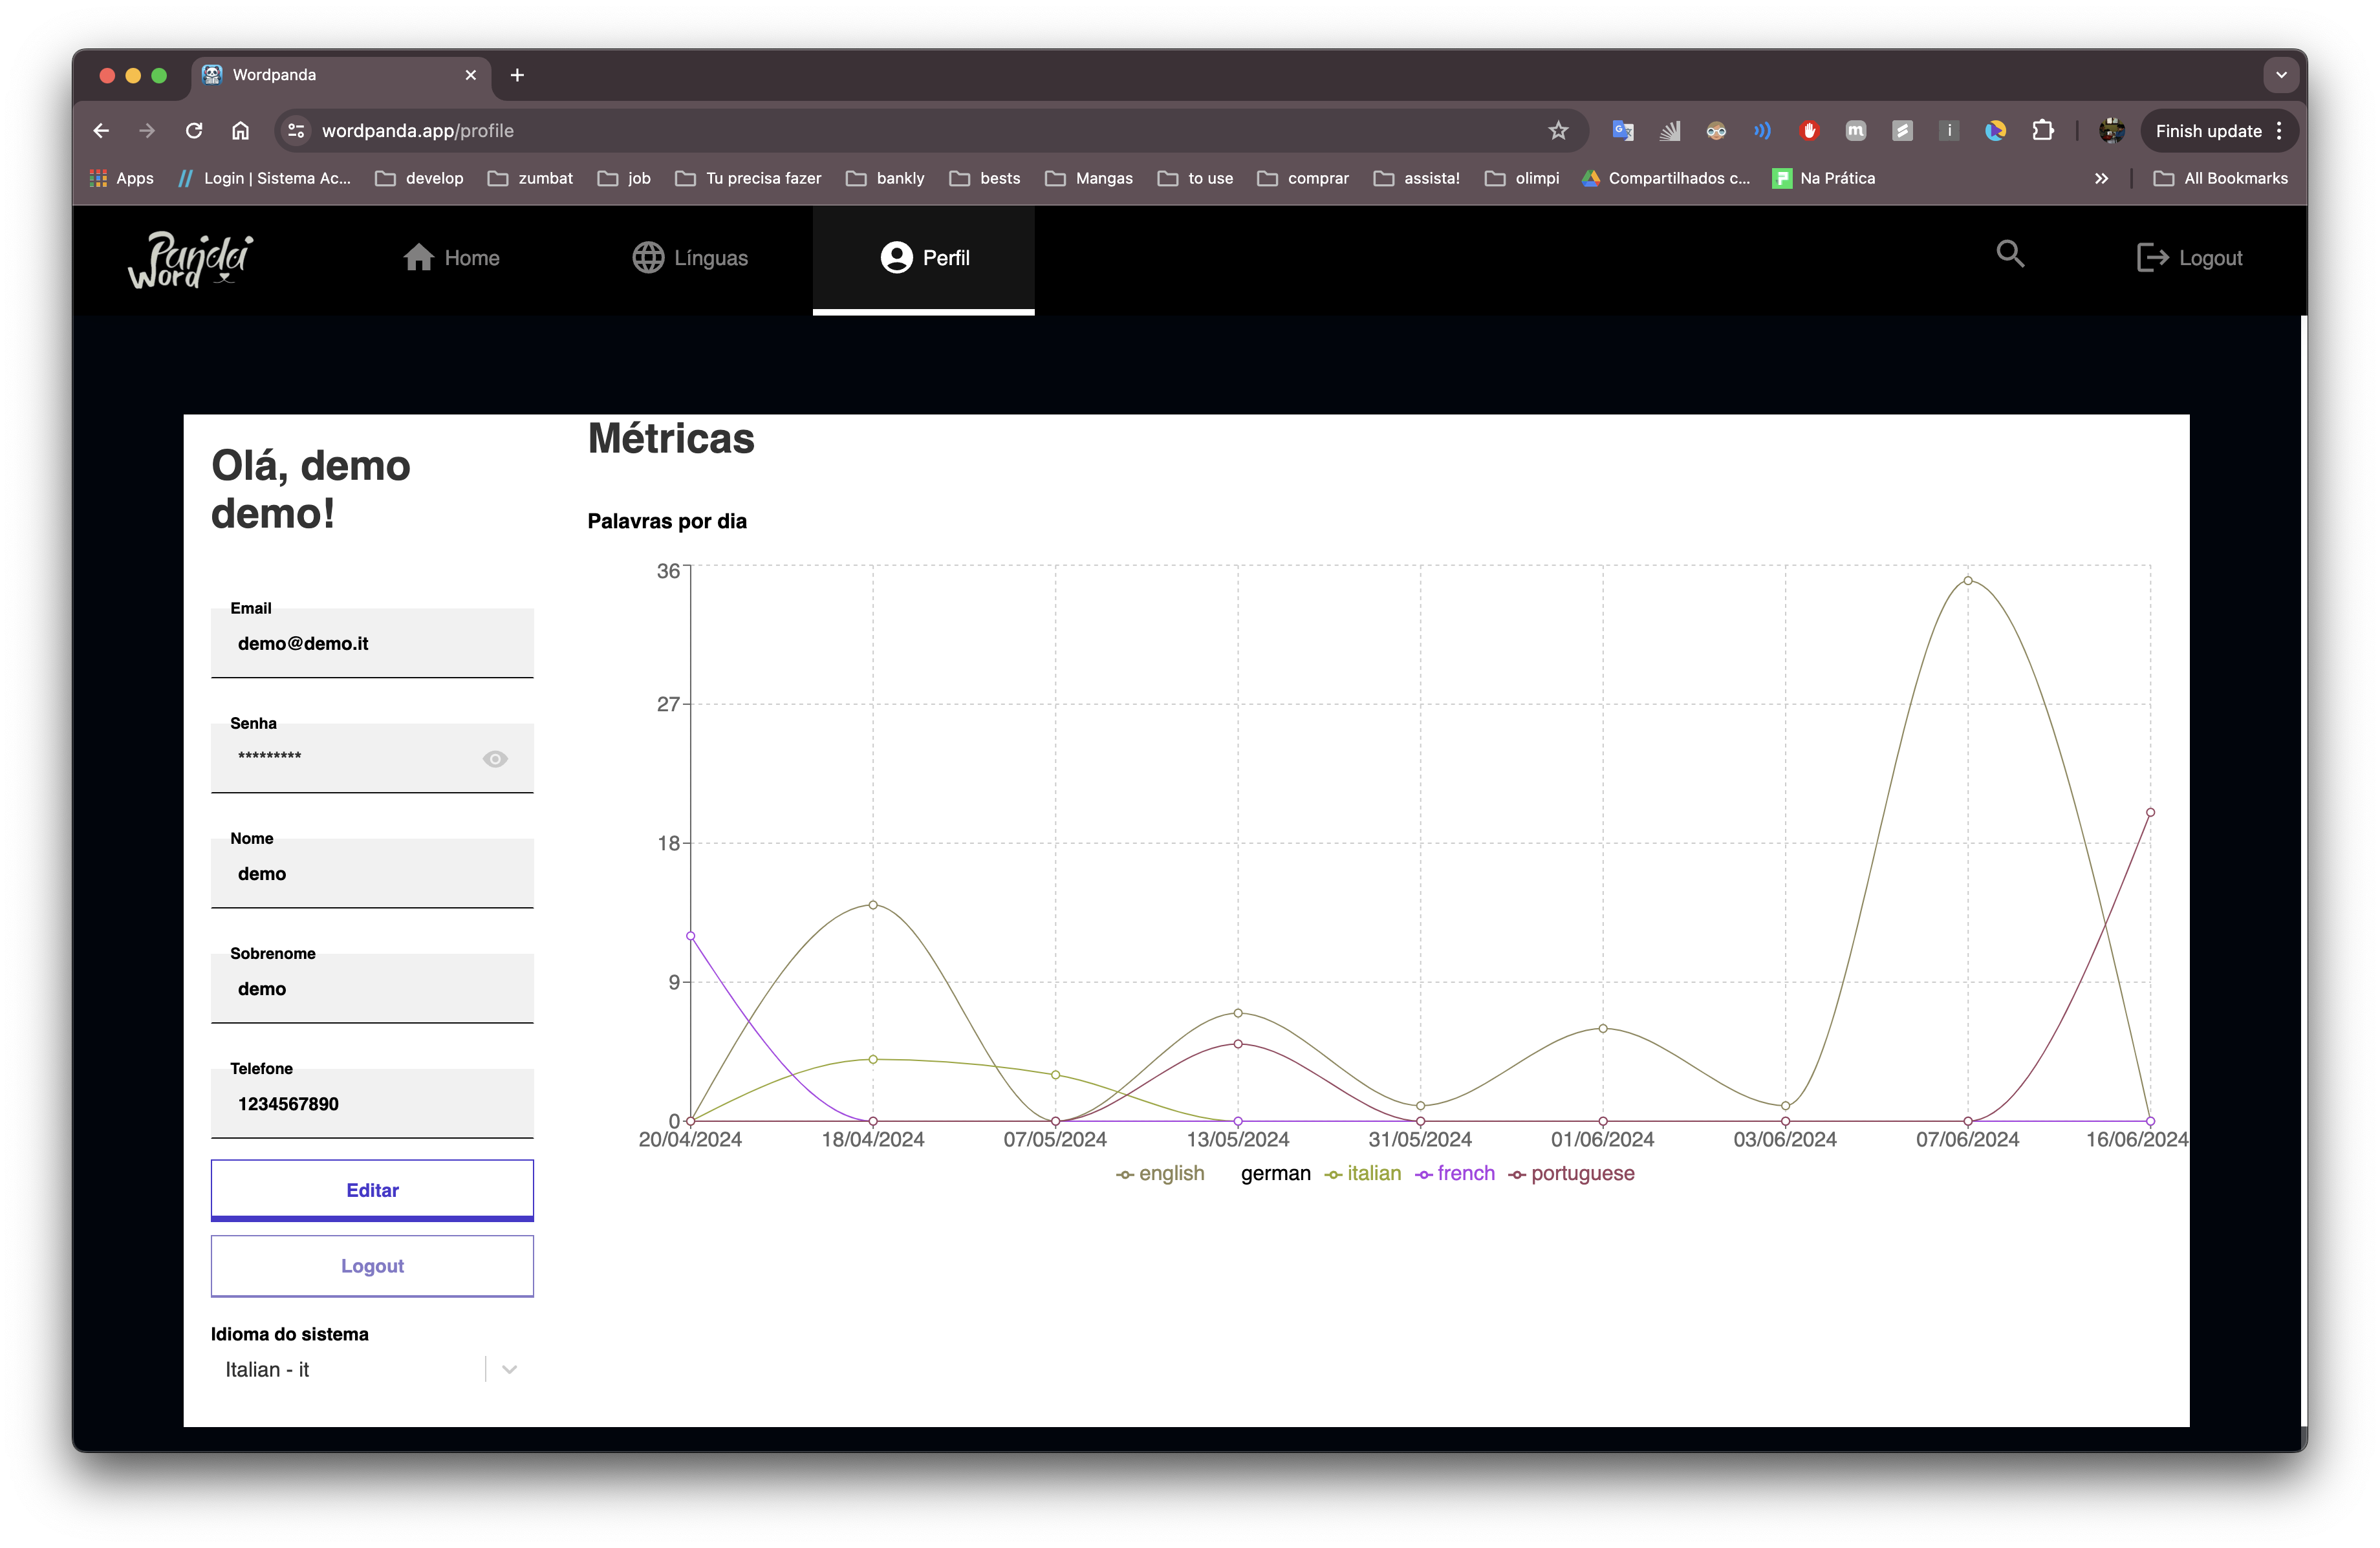 Wordpanda
wordpanda.app/profile
Finish update
Apps
Login | Sistema Ac...
develop
zumbat
job
Tu precisa fazer
bankly
bests
Mangas
to use
comprar
assista!
olimpi
Compartilhados c...
Na Prática
All Bookmarks
Panda
Word
Home
Línguas
Perfil
Logout
Olá, demo
demo!
Email
demo@demo.it
Senha
*********
Nome
demo
Sobrenome
demo
Telefone
1234567890
Editar
Logout
Idioma do sistema
Italian - it
Métricas
Palavras por dia
36
27
18
9
0
20/04/2024 18/04/2024 07/05/2024 13/05/2024 31/05/2024 01/06/2024 03/06/2024 07/06/2024 16/06/2024
english german italian french portuguese